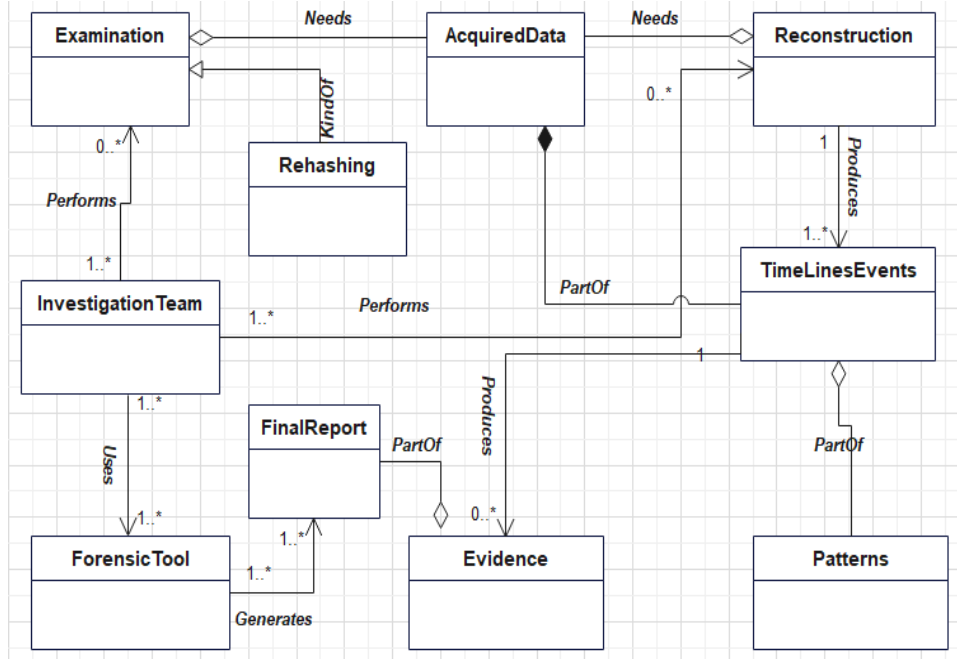 Needs
Needs
Examination
AcquiredData
Reconstruction
KindOf
0..*
0..*
1
Produces
Rehashing
Performs
1..*
1..*
TimeLinesEvents
InvestigationTeam
PartOf
Performs
1..*
1
1..*
Produces
FinalReport
PartOf
PartOf
Uses
1..*
0..*
1..*
ForensicTool
Evidence
Patterns
1..*
Generates